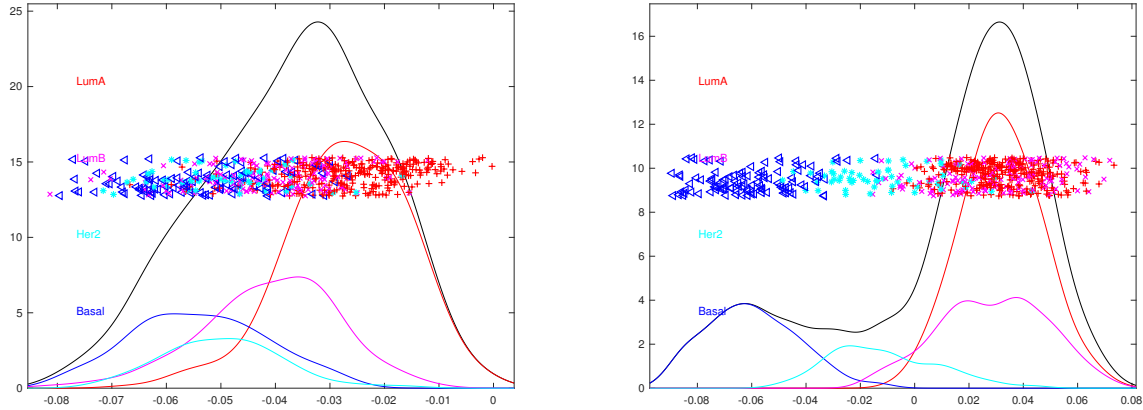 25
20
15
10
5
0
LumA
LumB
Her2
Basal
-0.08 -0.07 -0.06 -0.05 -0.04 -0.03 -0.02 -0.01 0
16
14
12
10
8
6
4
2
0
LumA
LumB
Her2
Basal
-0.08 -0.06 -0.04 -0.02 0 0.02 0.04 0.06 0.08